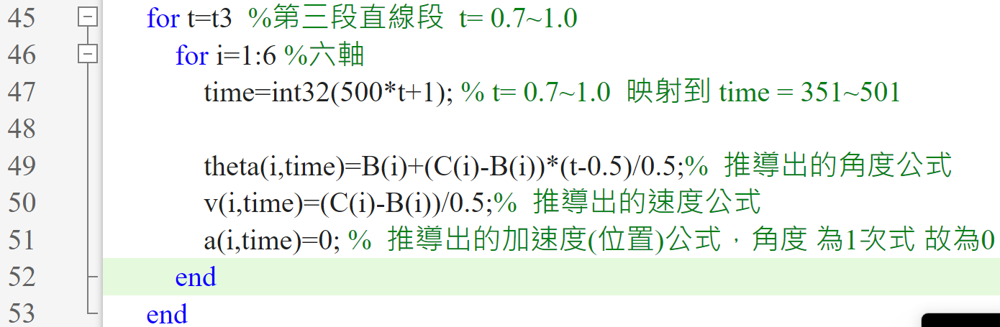 45 for t=t3 %第三段直線段 t= 0.7~1.0
46 for i=1:6 %六軸
47 time=int32(500*t+1); % t= 0.7~1.0 映射到 time = 351~501
48
49 theta(i,time)=B(i)+(C(i)-B(i))*(t-0.5)/0.5;% 推導出的角度公式
50 v(i,time)=(C(i)-B(i))/0.5;% 推導出的速度公式
51 a(i,time)=0; % 推導出的加速度(位置)公式，角度 為1次式 故為0
52 end
53 end